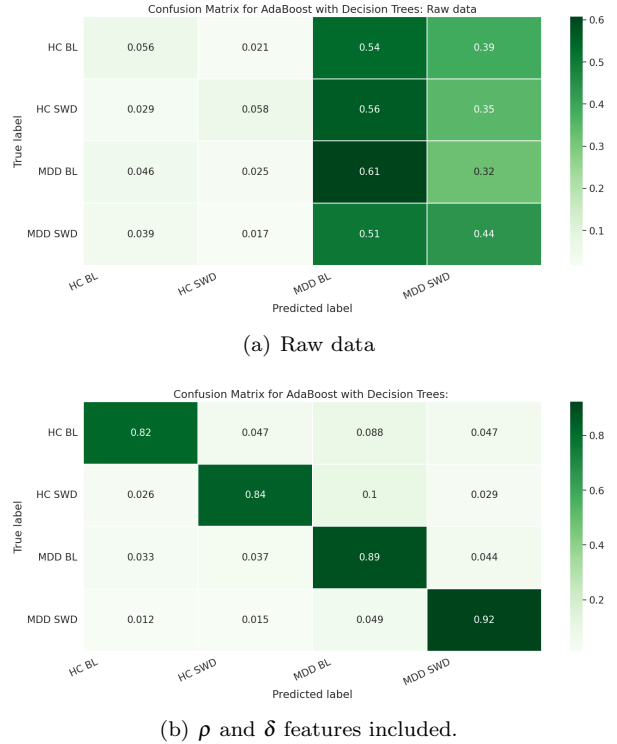 Confusion Matrix for AdaBoost with Decision Trees: Raw data
True label
HC BL 0.056 0.021 0.54 0.39
HC SWD 0.029 0.058 0.56 0.35
MDD BL 0.046 0.025 0.61 0.32
MDD SWD 0.039 0.017 0.51 0.44
HC BL HC SWD MDD BL MDD SWD
Predicted label
0.6
0.5
0.4
0.3
0.2
0.1
(a) Raw data
Confusion Matrix for AdaBoost with Decision Trees:
True label
HC BL 0.82 0.047 0.088 0.047
HC SWD 0.026 0.84 0.1 0.029
MDD BL 0.033 0.037 0.89 0.044
MDD SWD 0.012 0.015 0.049 0.92
HC BL HC SWD MDD BL MDD SWD
Predicted label
0.8
0.6
0.4
0.2
(b) ρ and δ features included.